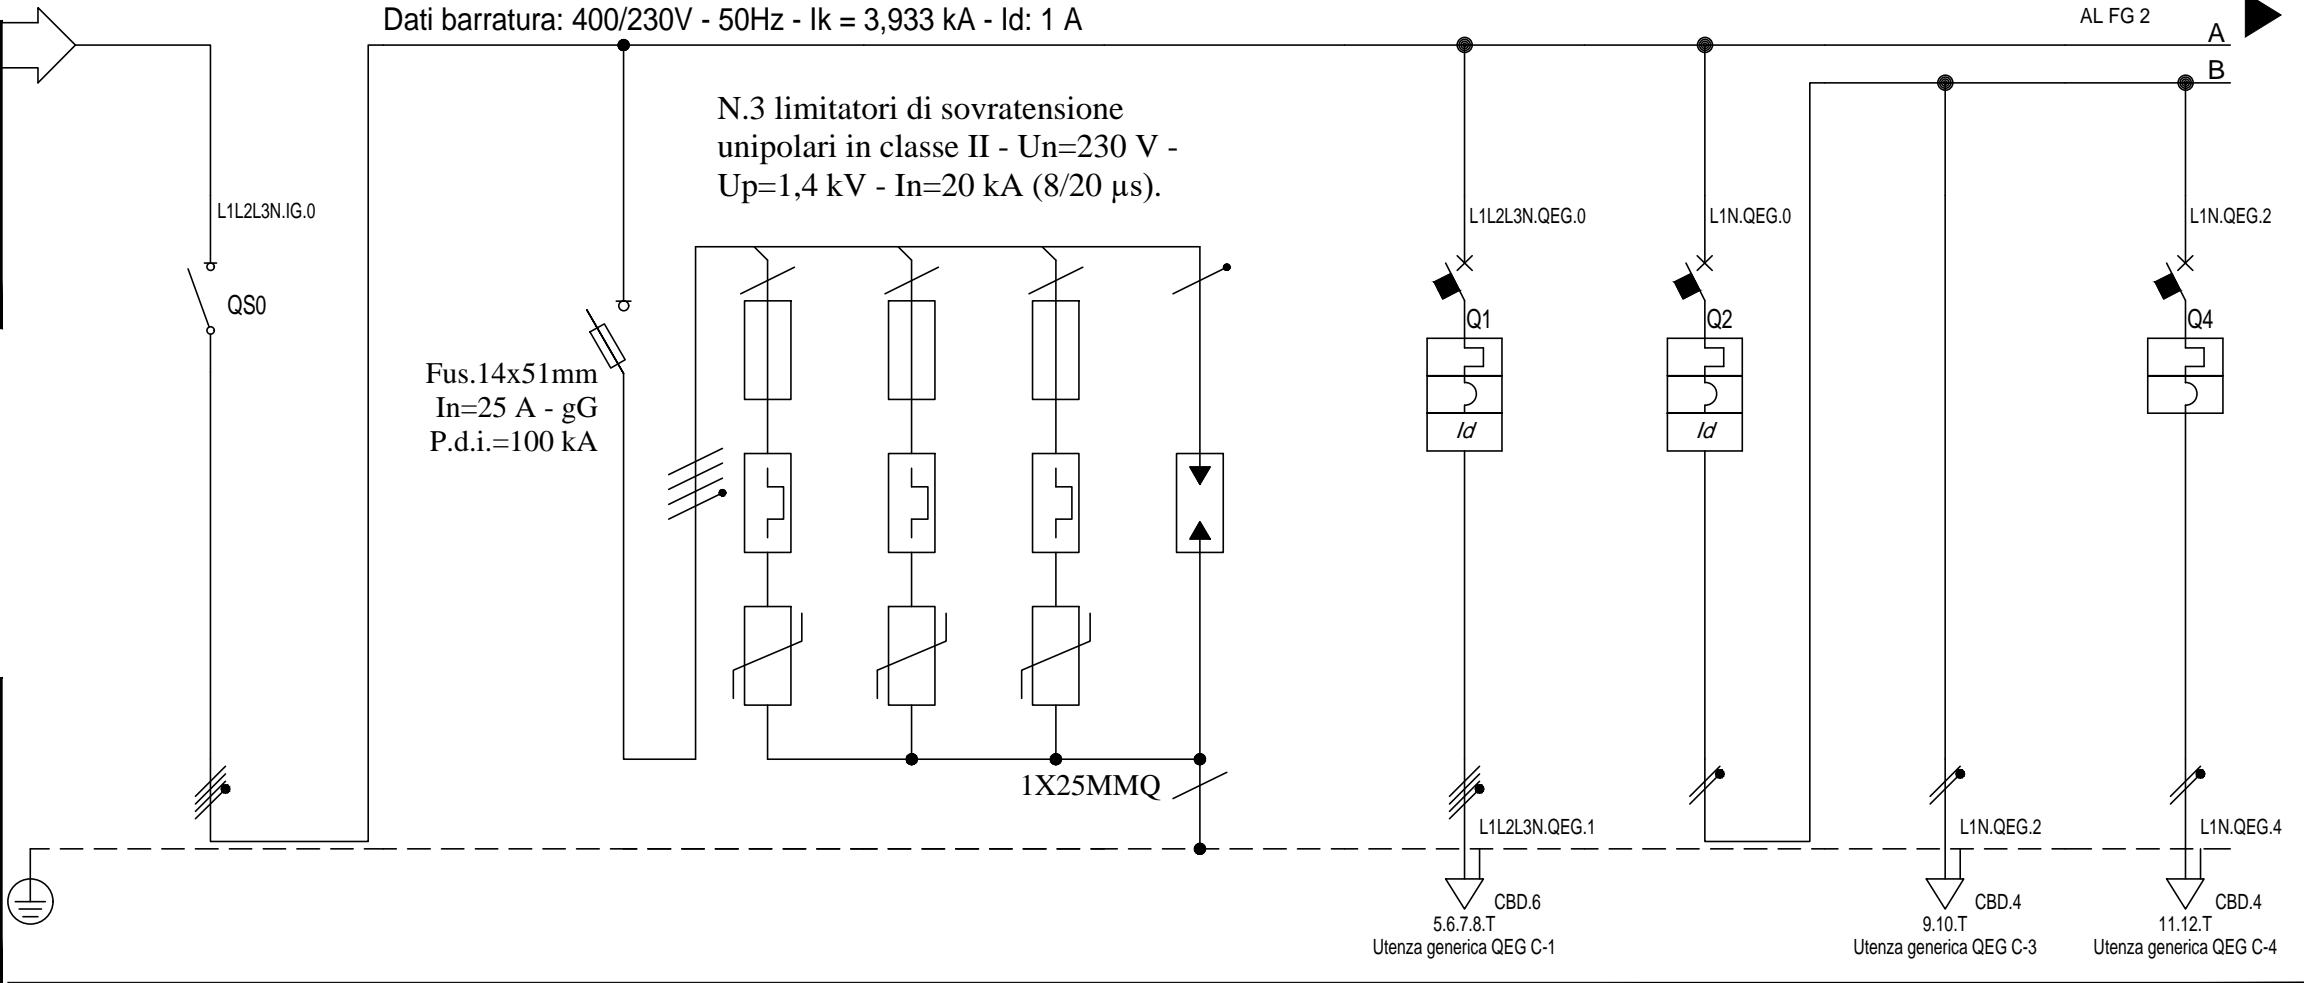 Dati barratura: 400/230V - 50Hz - Ik = 3,933 kA - Id: 1 A
AL FG 2
A
B
N.3 limitatori di sovratensione
unipolari in classe II - Un=230 V -
Up=1,4 kV - In=20 kA (8/20 µs).
L1L2L3N.IG.0
L1L2L3N.QEG.0
L1N.QEG.0
L1N.QEG.2
QS0
Q1
Q2
Q4
Fus.14x51mm
In=25 A - gG
P.d.i.=100 kA
Id
Id
1X25MMQ
L1L2L3N.QEG.1
L1N.QEG.2
L1N.QEG.4
CBD.6
CBD.4
CBD.4
5.6.7.8.T
9.10.T
11.12.T
Utenza generica QEG C-1
Utenza generica QEG C-3
Utenza generica QEG C-4